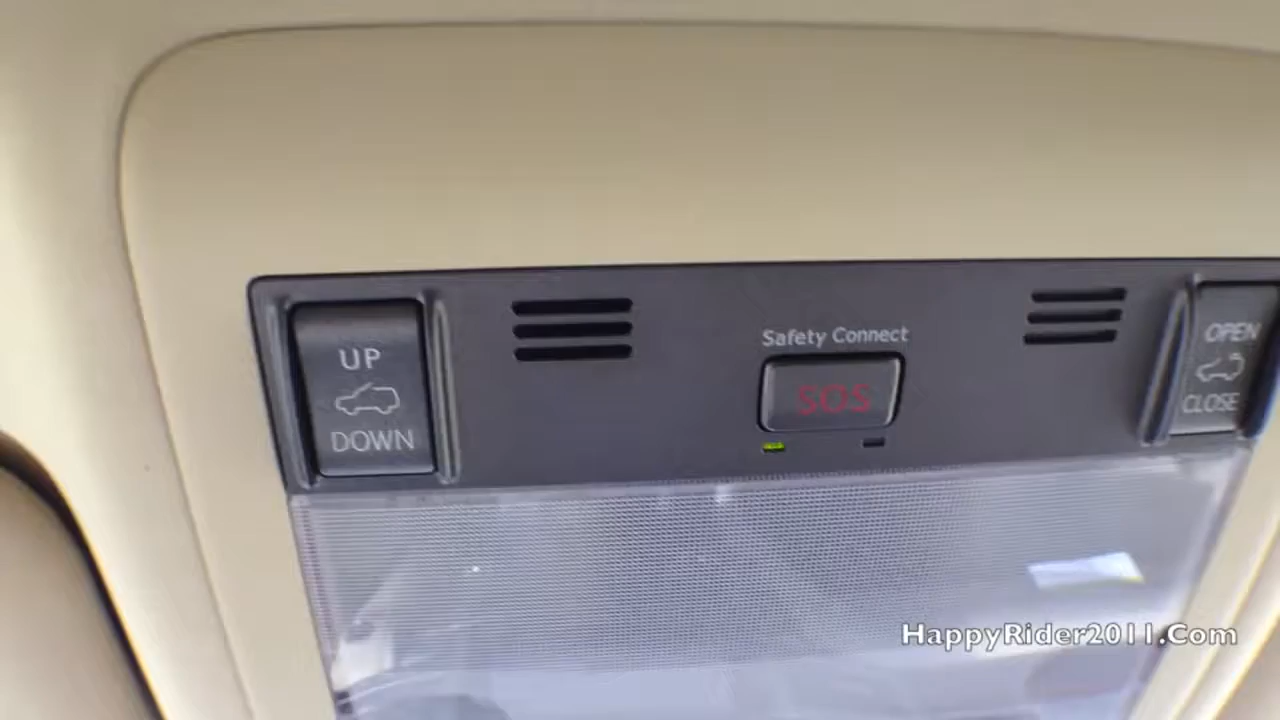 UP
DOWN
Safety Connect
SOS
OPEN
CLOSE
HappyRider2011.Com